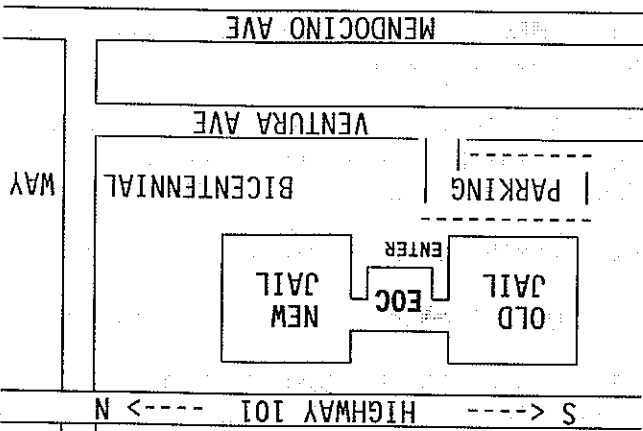 S <---- HIGHWAY 101 ----> N
OLD
JAIL
EOC
NEW
JAIL
ENTER
PARKING
BICENTENNIAL WAY
VENTURA AVE
MENDOCINO AVE